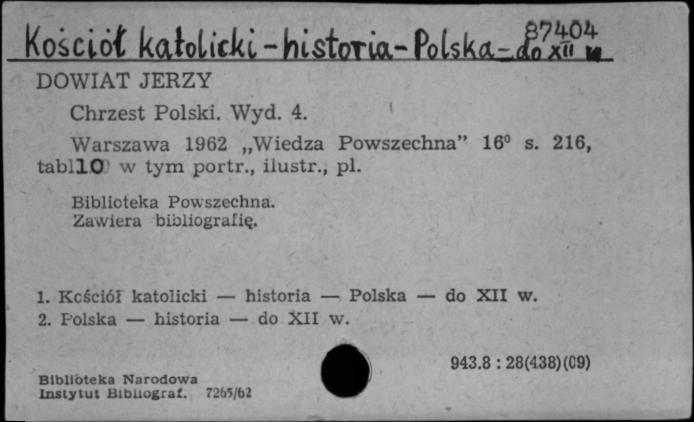 87404
Kościół katolicki - historia - Polska - do XII w
DOWIAT JERZY
Chrzest Polski. Wyd. 4.
Warszawa 1962 „Wiedza Powszechna” 16⁰ s. 216,
tabl10 w tym portr., ilustr., pl.
Biblioteka Powszechna.
Zawiera bibliografię.
1. Kościół katolicki — historia — Polska — do XII w.
2. Polska — historia — do XII w.
943.8 : 28(438)(09)
Biblioteka Narodowa
Instytut Bibliograf. 7265/62